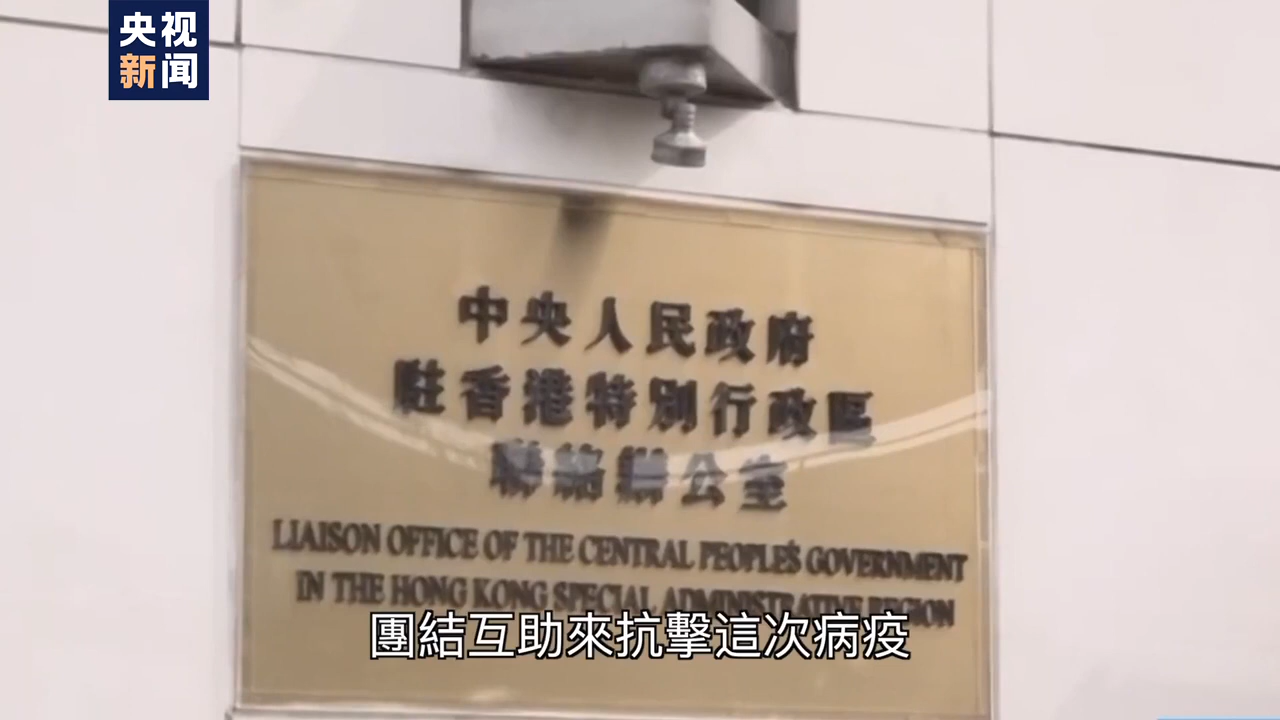 央视
新闻
中央人民政府
駐香港特別行政區
聯絡辦公室
LIAISON OFFICE OF THE CENTRAL PEOPLE'S GOVERNMENT
IN THE HONG KONG SPECIAL ADMINISTRATIVE REGION
團結互助來抗擊這次病疫